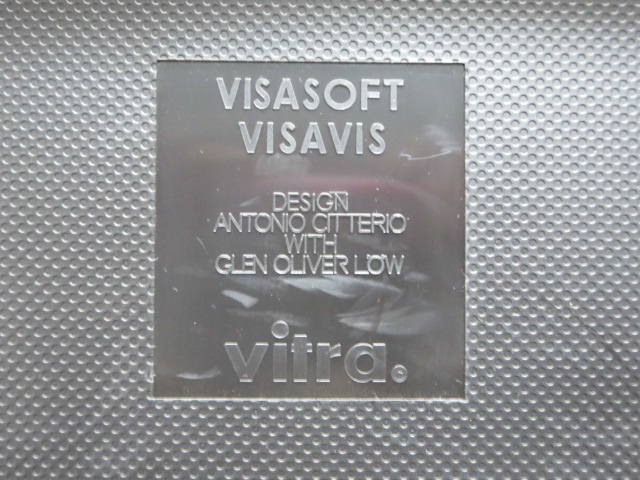 VISASOFT
VISAVIS
DESIGN
ANTONIO CITTERIO
WITH
GLEN OLIVER LÖW
vitra.